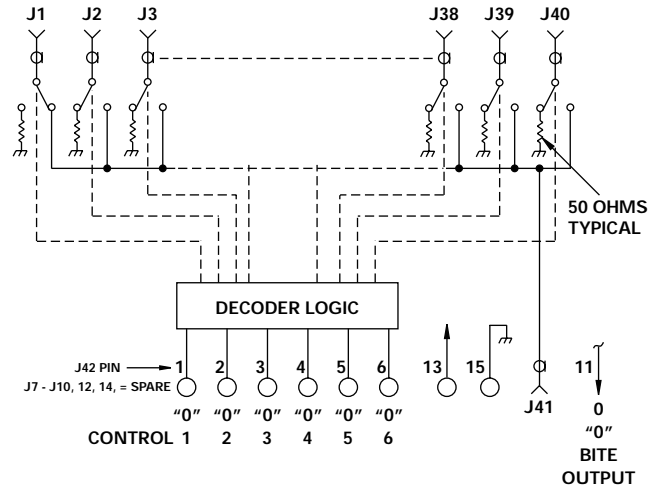 J1 J2 J3 J38 J39 J40
50 OHMS
TYPICAL
DECODER LOGIC
J42 PIN 1 2 3 4 5 6 13 15 11
J7 - J10, 12, 14, = SPARE
J41
"0" "0" "0" "0" "0" "0"
CONTROL 1 2 3 4 5 6
0
"0"
BITE
OUTPUT